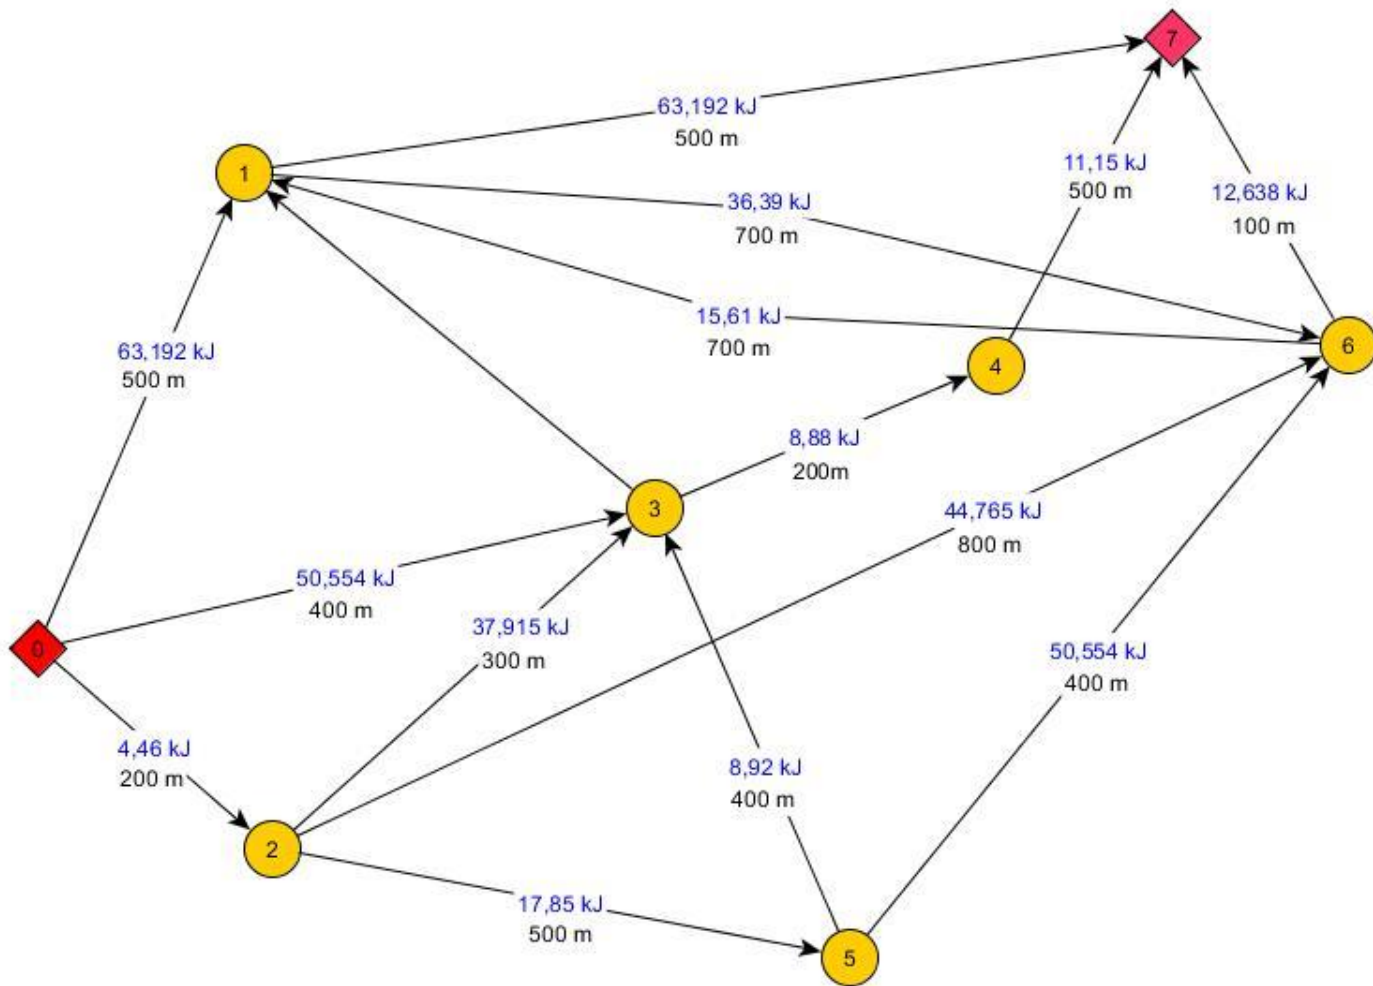 7
63,192 kJ
500 m
1
11,15 kJ
500 m
12,638 kJ
100 m
36,39 kJ
700 m
15,61 kJ
700 m
6
63,192 kJ
500 m
4
8,88 kJ
200m
3
44,765 kJ
800 m
50,554 kJ
400 m
37,915 kJ
300 m
0
50,554 kJ
400 m
4,46 kJ
200 m
8,92 kJ
400 m
2
17,85 kJ
500 m
5